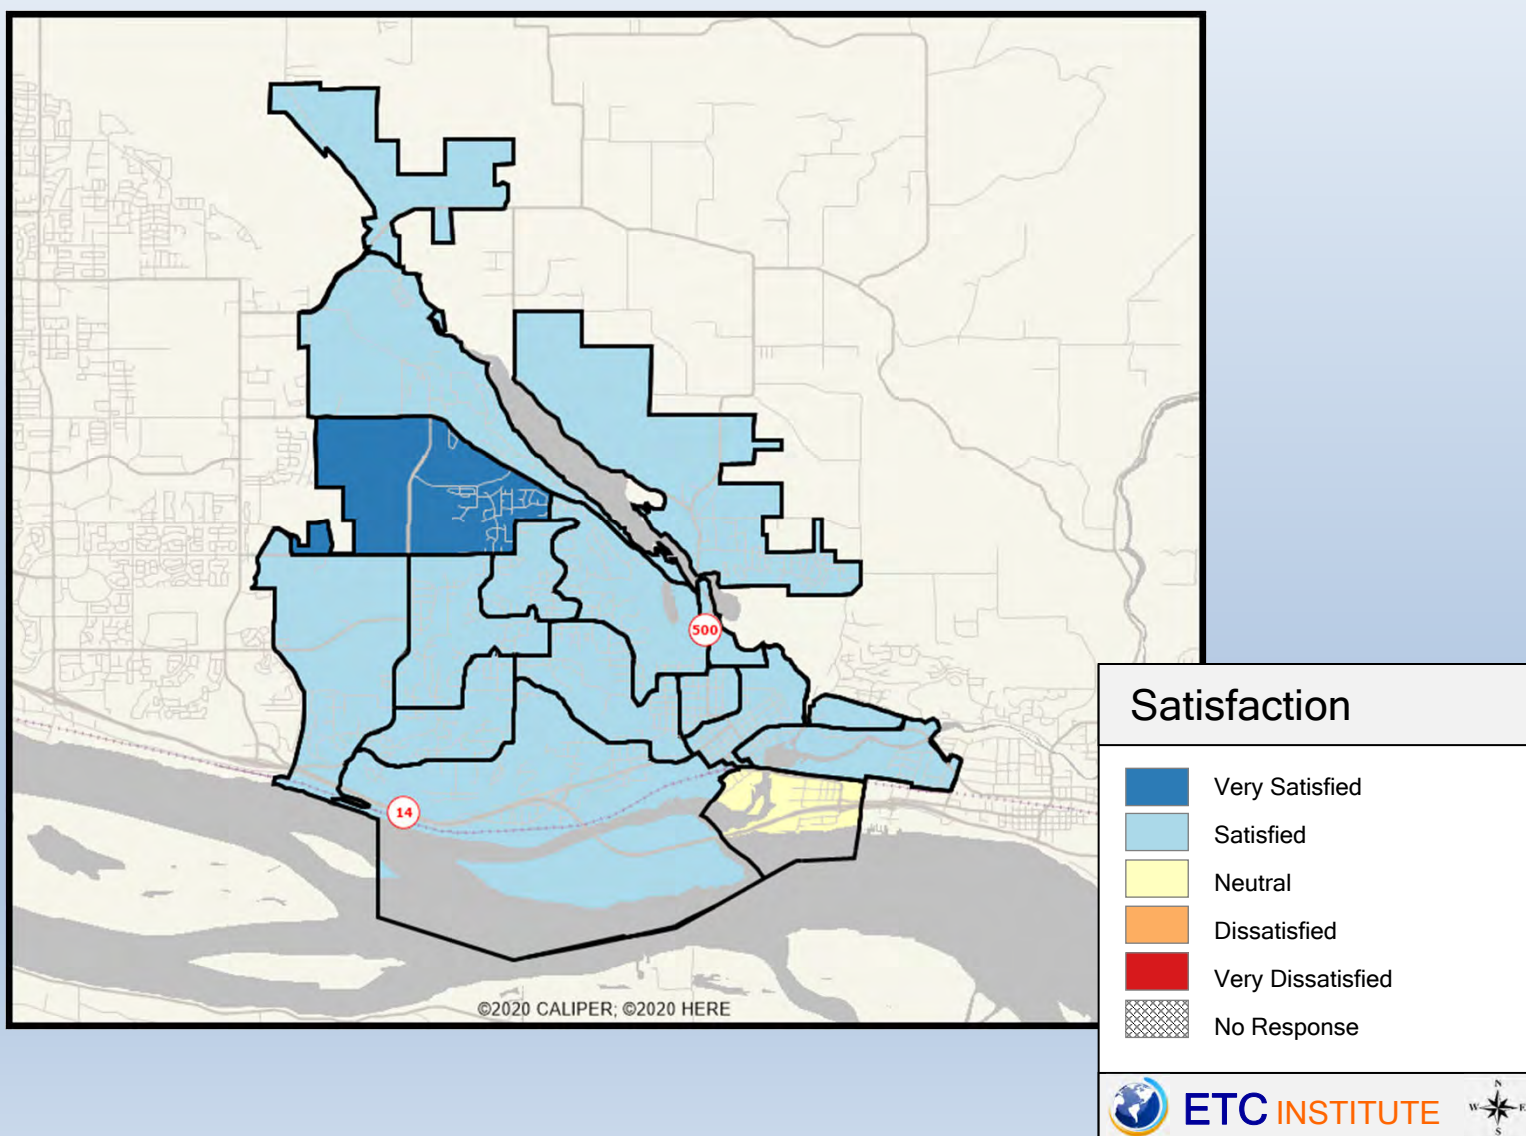 500
14
©2020 CALIPER; ©2020 HERE
Satisfaction
Very Satisfied
Satisfied
Neutral
Dissatisfied
Very Dissatisfied
No Response
ETC INSTITUTE
N
W E
S